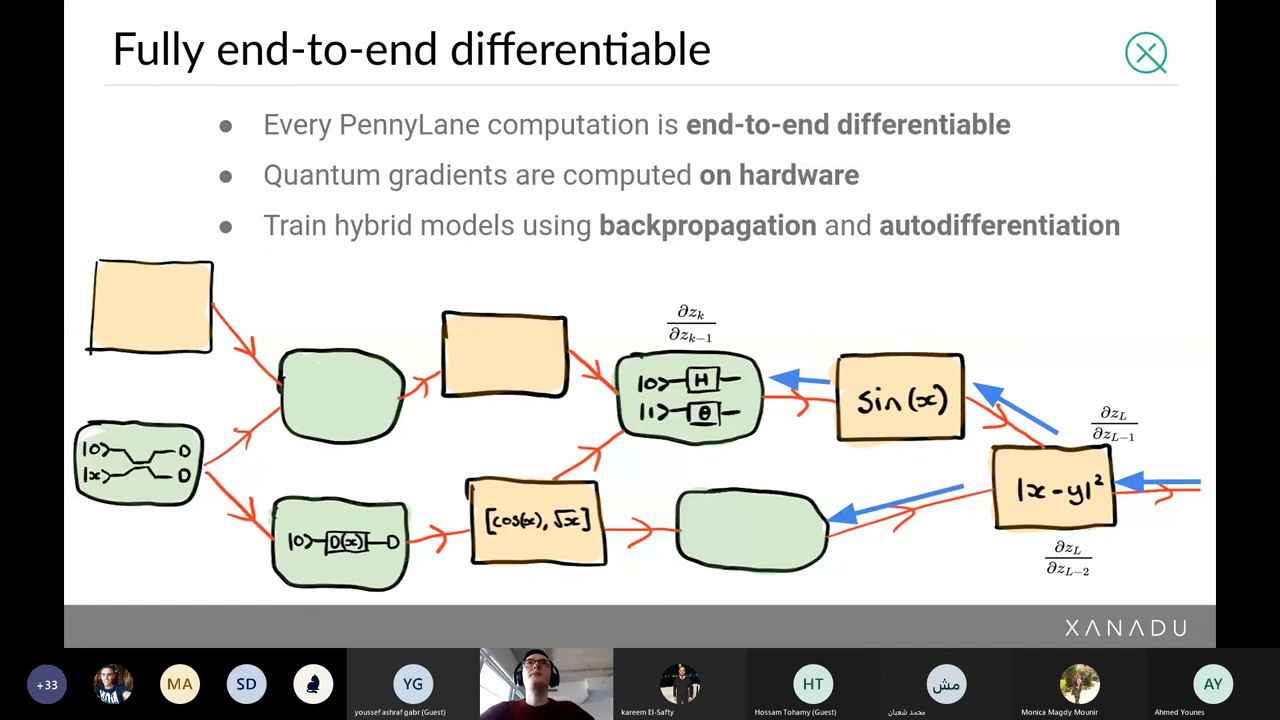 Fully end-to-end differentiable
● Every PennyLane computation is end-to-end differentiable
● Quantum gradients are computed on hardware
● Train hybrid models using backpropagation and autodifferentiation
∂z_k
∂z_{k−1}
|0> H
|1> θ
sin(x)
∂z_L
∂z_{L−1}
|0> D
|x> D
|0> D(x) D
[cos(x), √x]
|x - y|²
∂z_L
∂z_{L−2}
XANADU
+33
MA
SD
YG
youssef ashraf gabr (Guest)
kareem El-Safty
HT
Hossam Tohamy (Guest)
مش
محمد شعبان
Monica Magdy Mounir
AY
Ahmed Younes